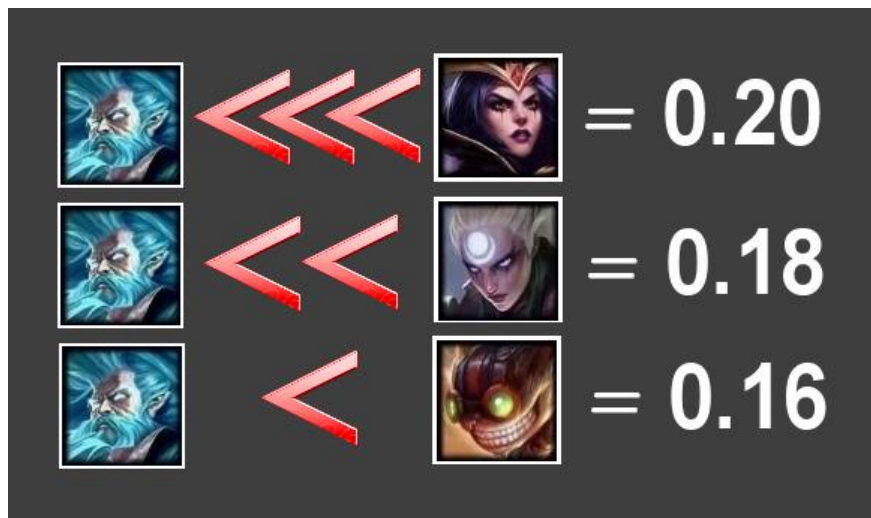 <<< = 0.20
<< = 0.18
< = 0.16